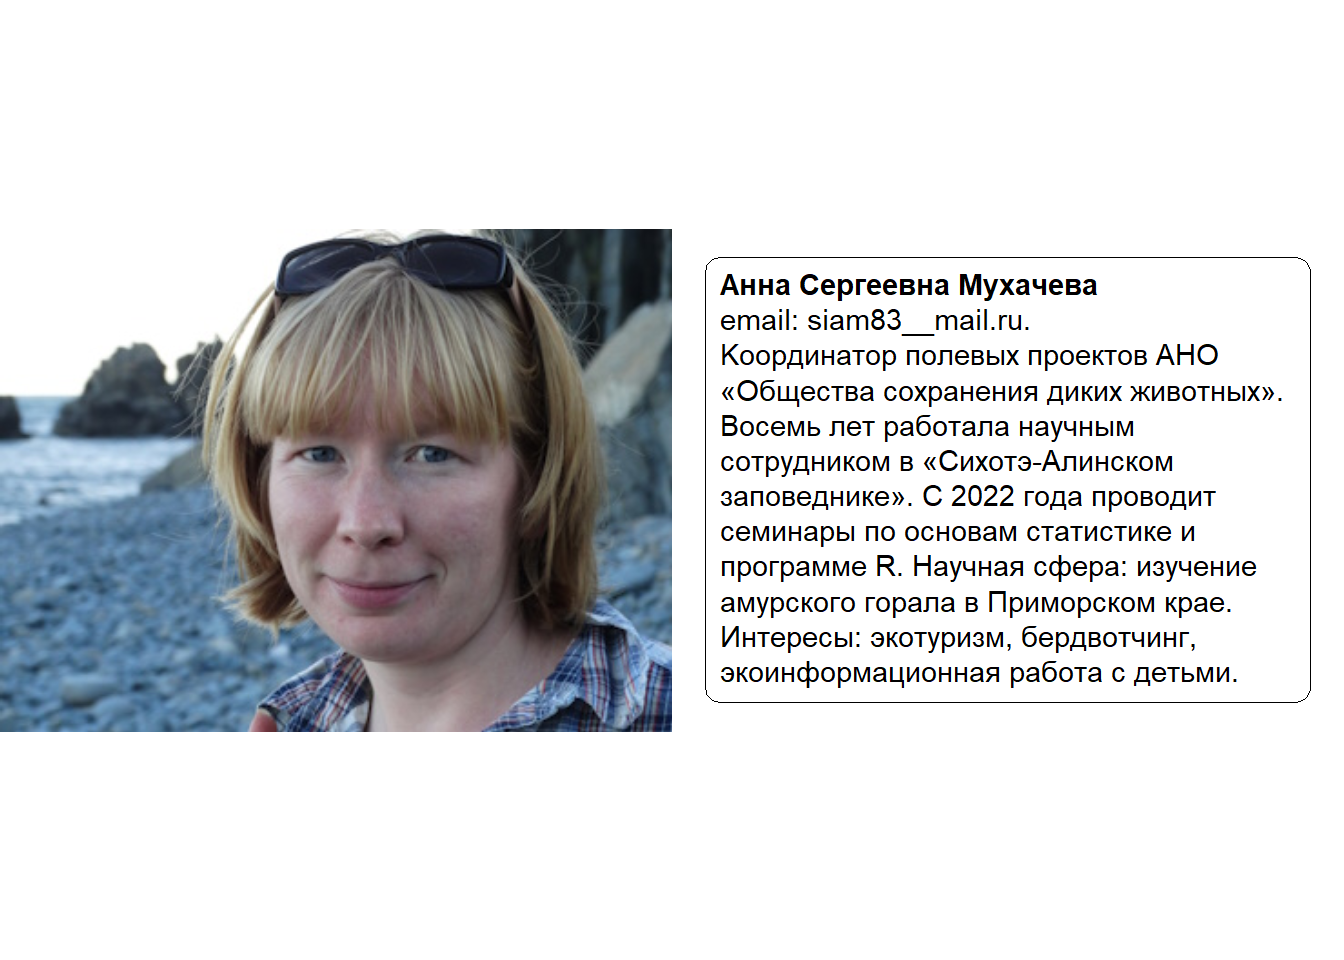 Анна Сергеевна Мухачева
email: siam83__mail.ru.
Координатор полевых проектов АНО
«Общества сохранения диких животных».
Восемь лет работала научным
сотрудником в «Сихотэ-Алинском
заповеднике». С 2022 года проводит
семинары по основам статистике и
программе R. Научная сфера: изучение
амурского горала в Приморском крае.
Интересы: экотуризм, бердвотчинг,
экоинформационная работа с детьми.